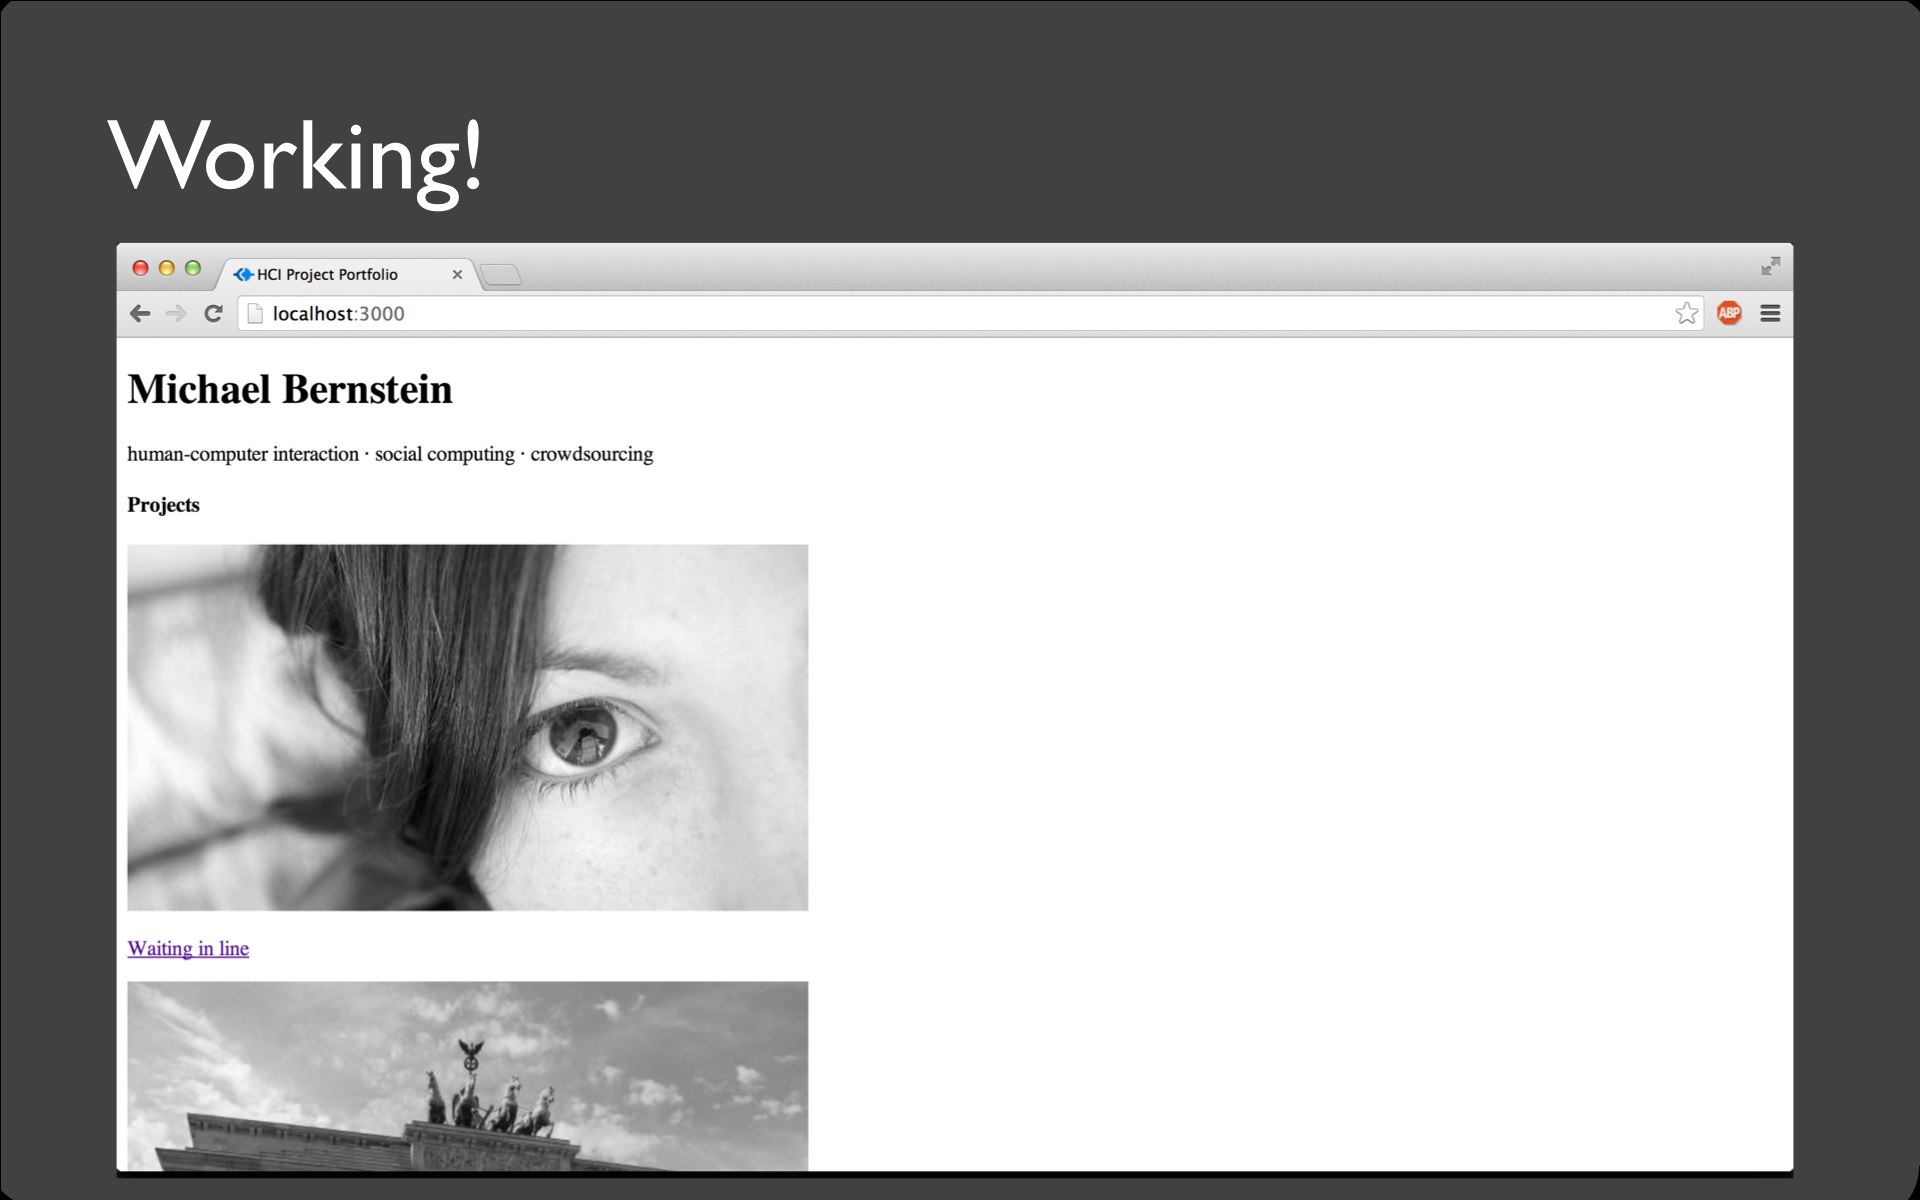 Working!
HCI Project Portfolio
localhost:3000
ABP
Michael Bernstein
human-computer interaction · social computing · crowdsourcing
Projects
Waiting in line